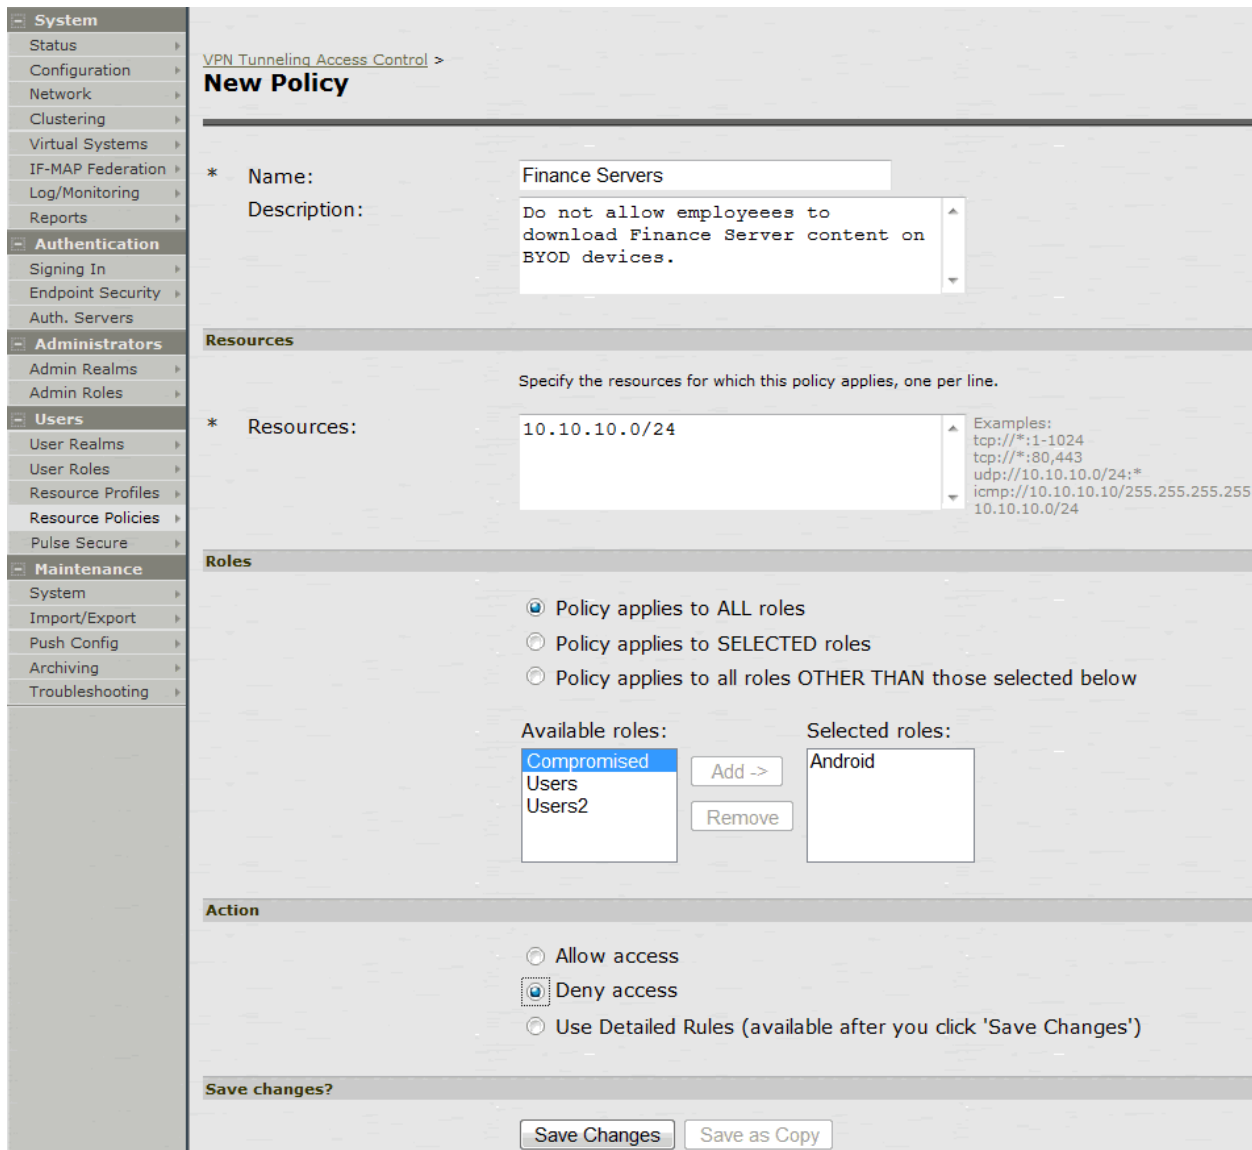 System
Status
Configuration
Network
Clustering
Virtual Systems
IF-MAP Federation
Log/Monitoring
Reports
Authentication
Signing In
Endpoint Security
Auth. Servers
Administrators
Admin Realms
Admin Roles
Users
User Realms
User Roles
Resource Profiles
Resource Policies
Pulse Secure
Maintenance
System
Import/Export
Push Config
Archiving
Troubleshooting
VPN Tunneling Access Control >
New Policy
* Name: Finance Servers
Description: Do not allow employeees to
download Finance Server content on
BYOD devices.
Resources
Specify the resources for which this policy applies, one per line.
* Resources: 10.10.10.0/24
Examples:
tcp://*:1-1024
tcp://*:80,443
udp://10.10.10.0/24:*
icmp://10.10.10.10/255.255.255.255
10.10.10.0/24
Roles
Policy applies to ALL roles
Policy applies to SELECTED roles
Policy applies to all roles OTHER THAN those selected below
Available roles: Selected roles:
Compromised
Users
Users2
Add ->
Remove
Android
Action
Allow access
Deny access
Use Detailed Rules (available after you click 'Save Changes')
Save changes?
Save Changes Save as Copy